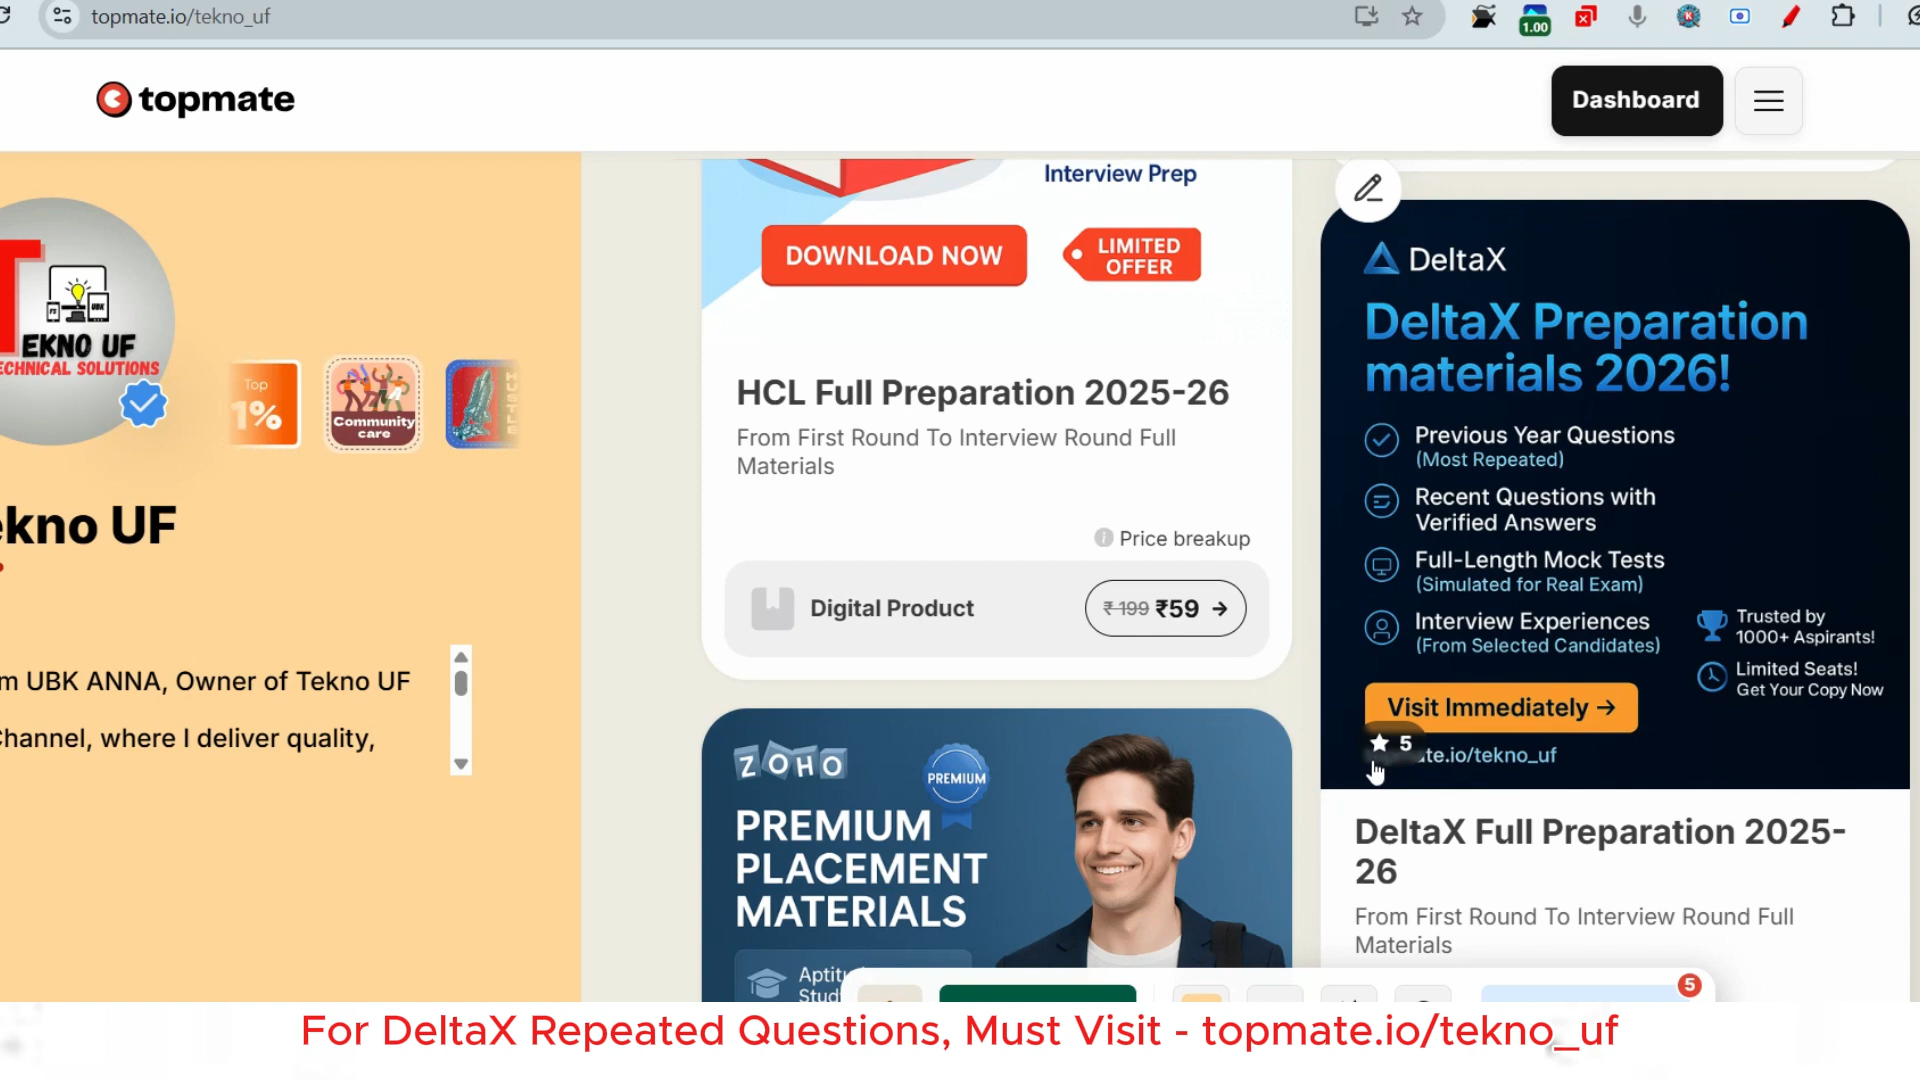 topmate.io/tekno_uf
1.00
topmate
Dashboard
EKNO UF
ECHNICAL SOLUTIONS
Top
1%
Community
care
HUSTLE
ekno UF
m UBK ANNA, Owner of Tekno UF
Channel, where I deliver quality,
Interview Prep
DOWNLOAD NOW
LIMITED
OFFER
HCL Full Preparation 2025-26
From First Round To Interview Round Full
Materials
Price breakup
Digital Product
₹ 199 ₹59 →
ZOHO
PREMIUM
PREMIUM
PLACEMENT
MATERIALS
DeltaX
DeltaX Preparation
materials 2026!
Previous Year Questions
(Most Repeated)
Recent Questions with
Verified Answers
Full-Length Mock Tests
(Simulated for Real Exam)
Interview Experiences
(From Selected Candidates)
Trusted by
1000+ Aspirants!
Limited Seats!
Get Your Copy Now
Visit Immediately →
5
te.io/tekno_uf
DeltaX Full Preparation 2025-
26
From First Round To Interview Round Full
Materials
5
For DeltaX Repeated Questions, Must Visit - topmate.io/tekno_uf